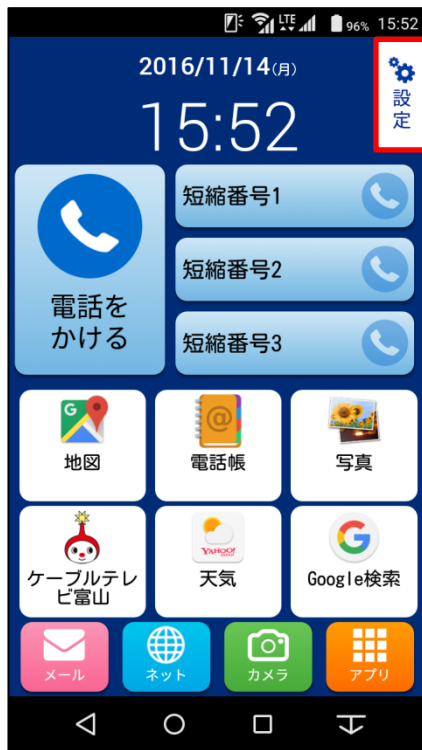 LTE 96% 15:52
2016/11/14(月)
15:52
設定
電話を
かける
短縮番号1
短縮番号2
短縮番号3
G
地図
@
電話帳
写真
ケーブルテレ
ビ富山
YAHOO!
天気
G
Google検索
メール
ネット
カメラ
アプリ